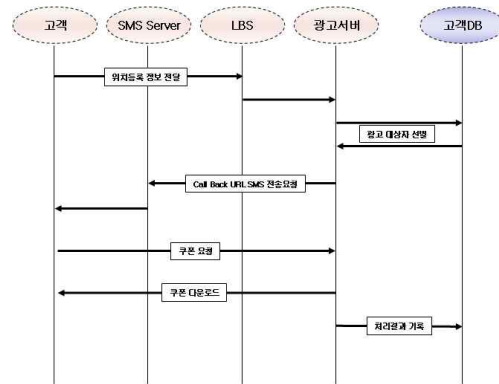 고객
SMS Server
LBS
광고서버
고객DB
위치등록 정보 전달
광고 대상자 선별
Call Back URL SMS 전송요청
쿠폰 요청
쿠폰 다운로드
처리결과 기록